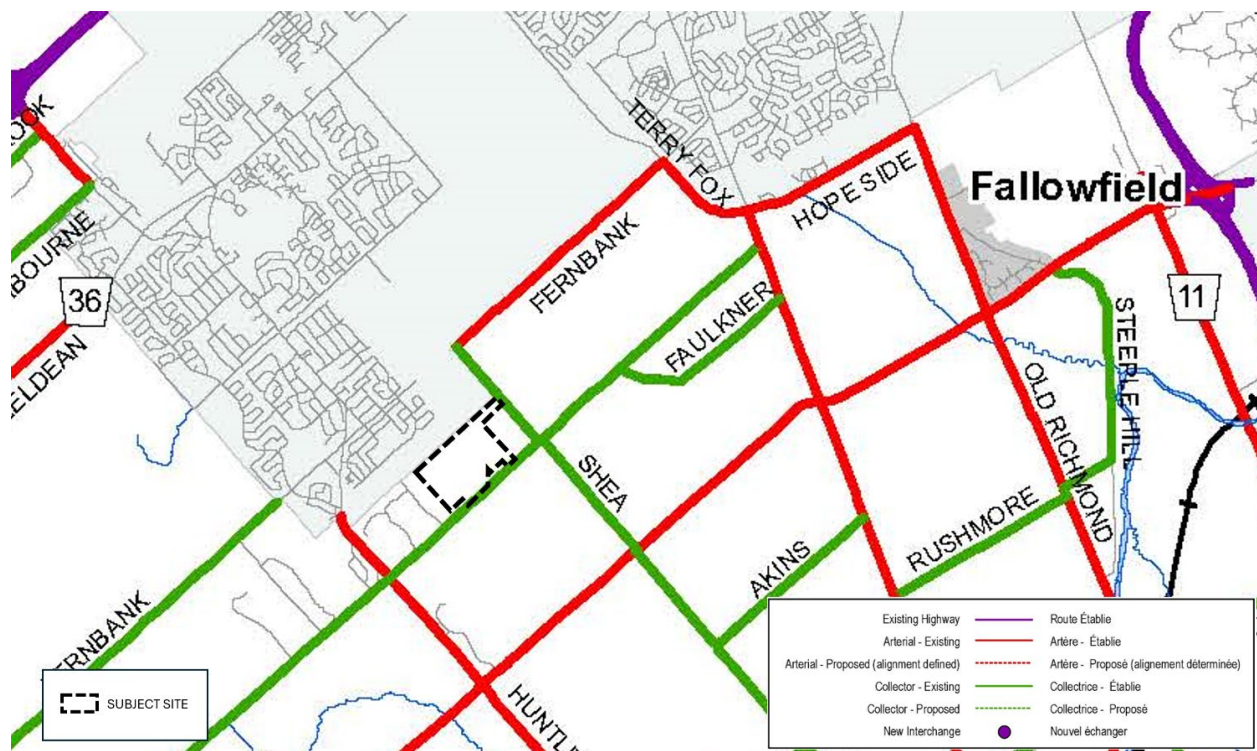 OOK
TERRY FOX
HOPE SIDE
Fallowfield
BOURNE
36
FERNBANK
FAULKNER
11
STEEPLE HILL
ELDEAN
OLD RICHMOND
SHEA
RUSHMORE
AKINS
ERNBANK
HUNTL
SUBJECT SITE
Existing Highway Route Établie
Arterial - Existing Artère - Établie
Arterial - Proposed (alignment defined) Artère - Proposé (alignement déterminée)
Collector - Existing Collectrice - Établie
Collector - Proposed Collectrice - Proposé
New Interchange Nouvel échanger